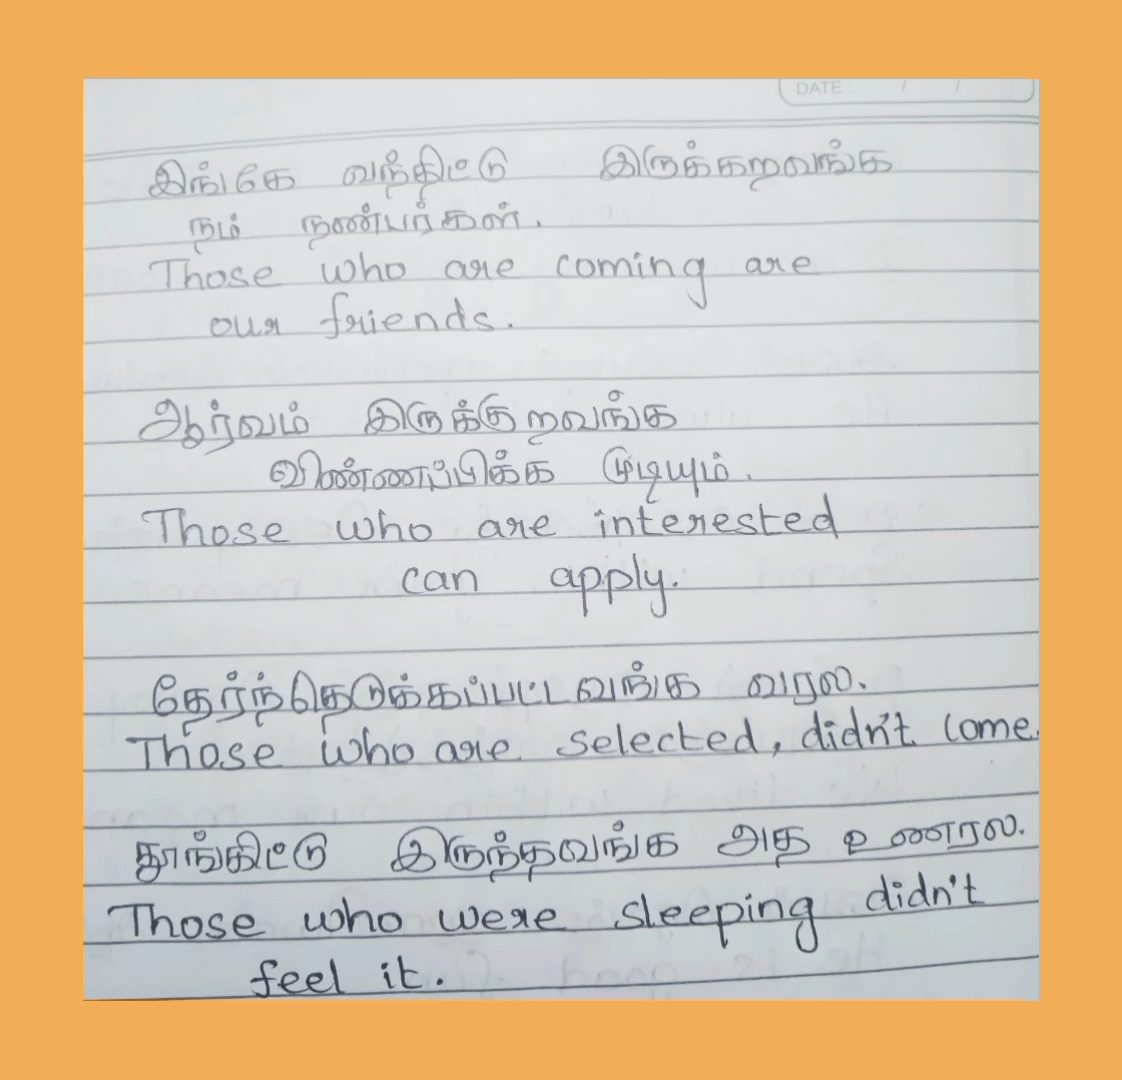 DATE : / /
இங்கே வந்திட்டு இருக்கறவங்க
நம் நண்பர்கள்.
Those who are coming are
our friends.
ஆர்வம் இருக்குறவங்க
விண்ணப்பிக்க முடியும்.
Those who are interested
can apply.
தேர்ந்தெடுக்கப்பட்டவங்க வரல.
Those who are selected, didn't come.
தூங்கிட்டு இருந்தவங்க அத உணரல.
Those who were sleeping didn't
feel it.